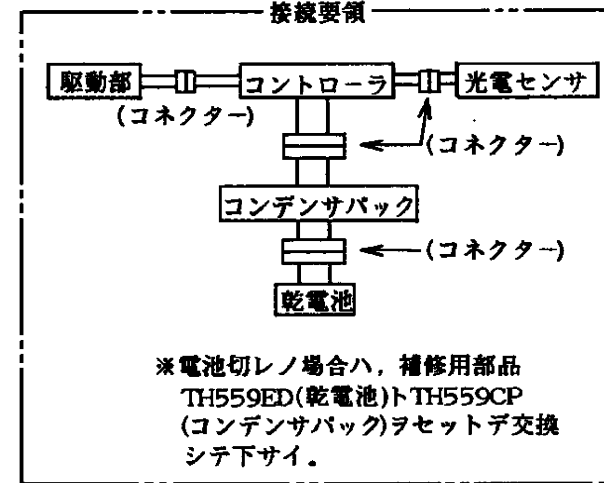 接続要領
駆動部
コントローラ
光電センサ
(コネクター)
(コネクター)
コンデンサパック
(コネクター)
乾電池
※電池切レノ場合ハ，補修用部品
TH559ED(乾電池)トTH559CP
(コンデンサパック)ヲセットデ交換
シテ下サイ．